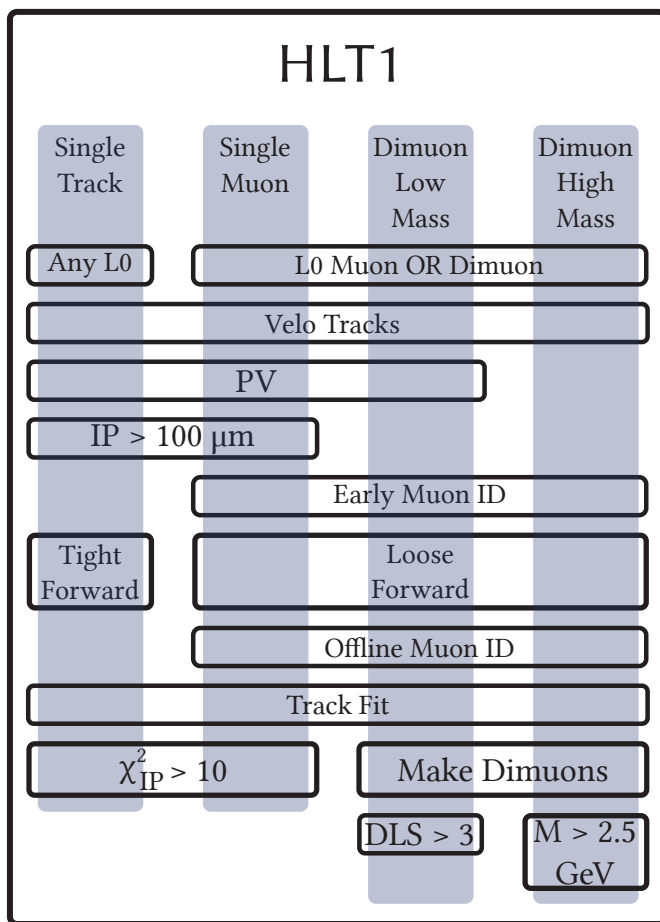 HLT1
Single
Track
Single
Muon
Dimuon
Low
Mass
Dimuon
High
Mass
Any L0
L0 Muon OR Dimuon
Velo Tracks
PV
IP > 100 μm
Early Muon ID
Tight
Forward
Loose
Forward
Offline Muon ID
Track Fit
χ²_IP > 10
Make Dimuons
DLS > 3
M > 2.5
GeV